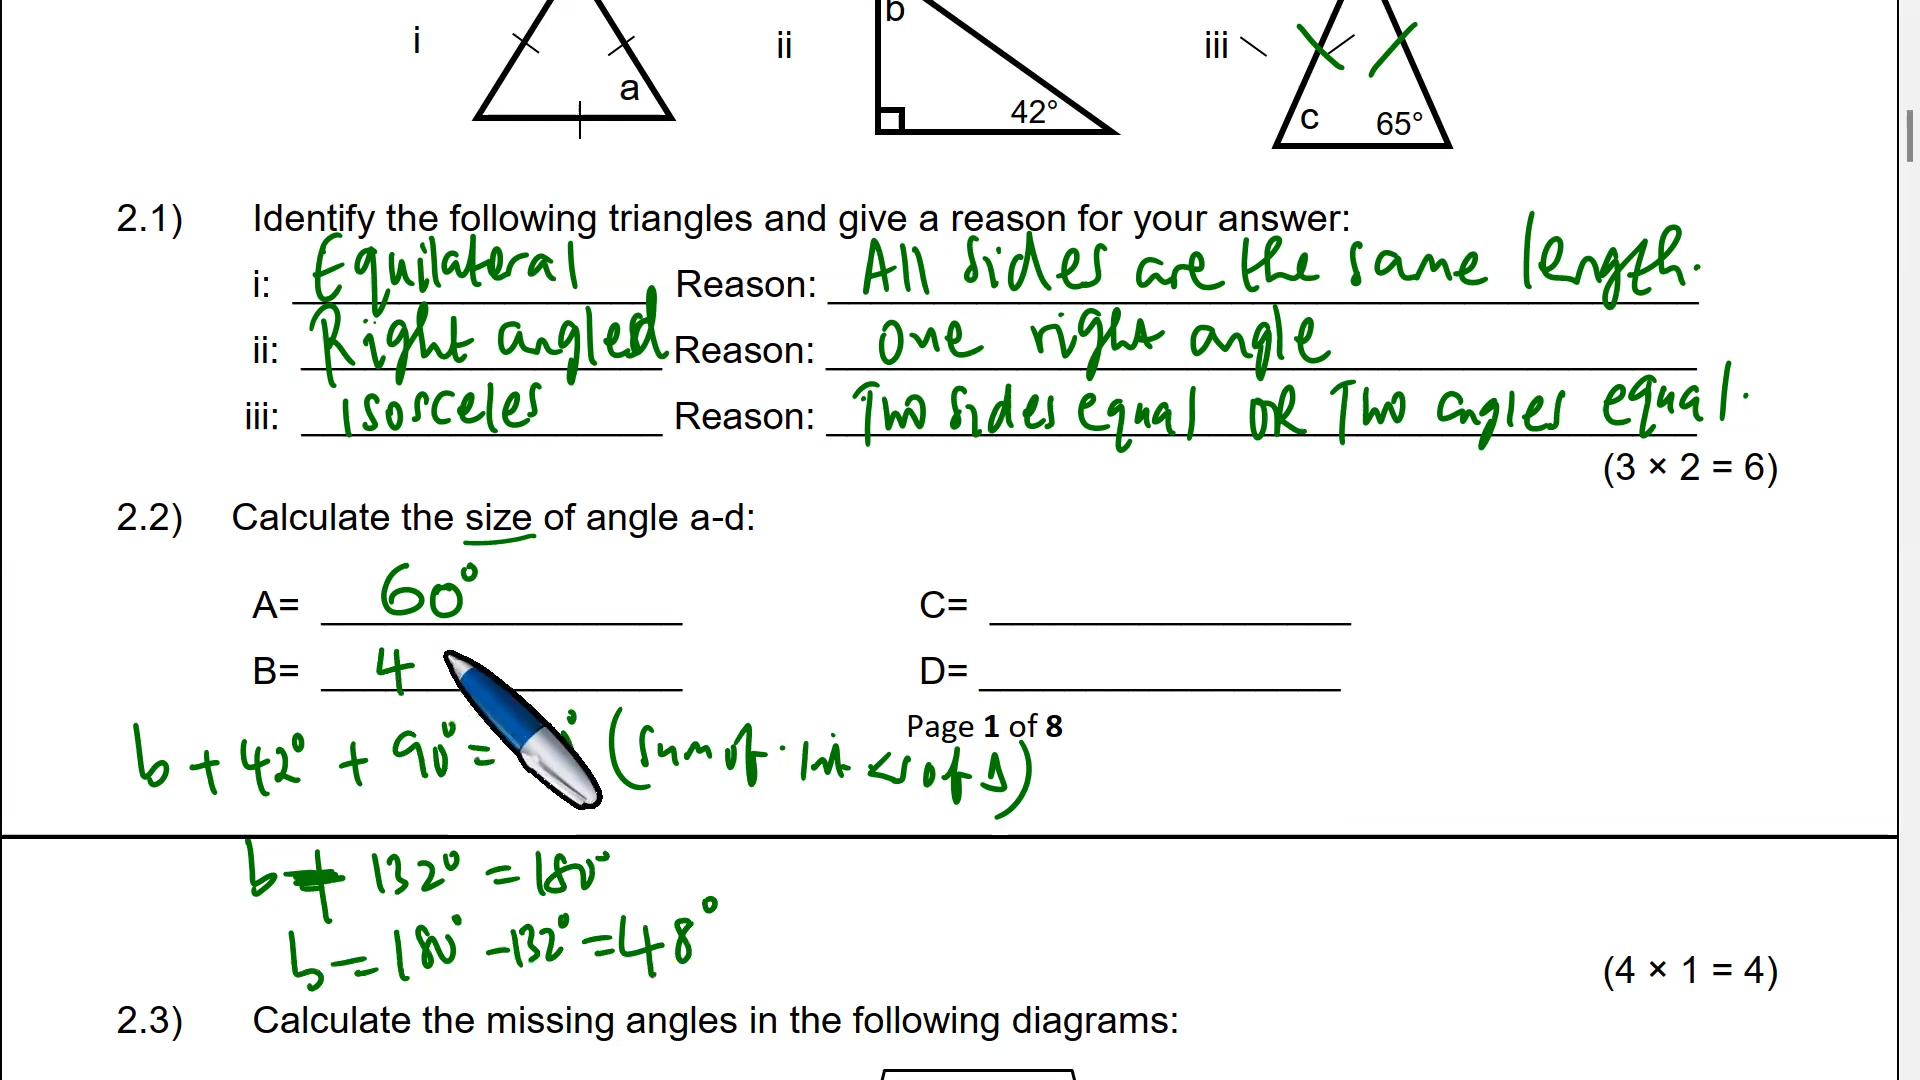 i ii b iii
a 42° c 65°
2.1) Identify the following triangles and give a reason for your answer:
i: Equilateral Reason: All sides are the same length.
ii: Right angled Reason: One right angle
iii: Isosceles Reason: Two sides equal OR Two angles equal.
(3 × 2 = 6)
2.2) Calculate the size of angle a-d:
A= 60° C=
B= 4 D=
Page 1 of 8
b + 42° + 90° = (sum of int <s of Δ)
b + 132° = 180°
b = 180° - 132° = 48°
(4 × 1 = 4)
2.3) Calculate the missing angles in the following diagrams: